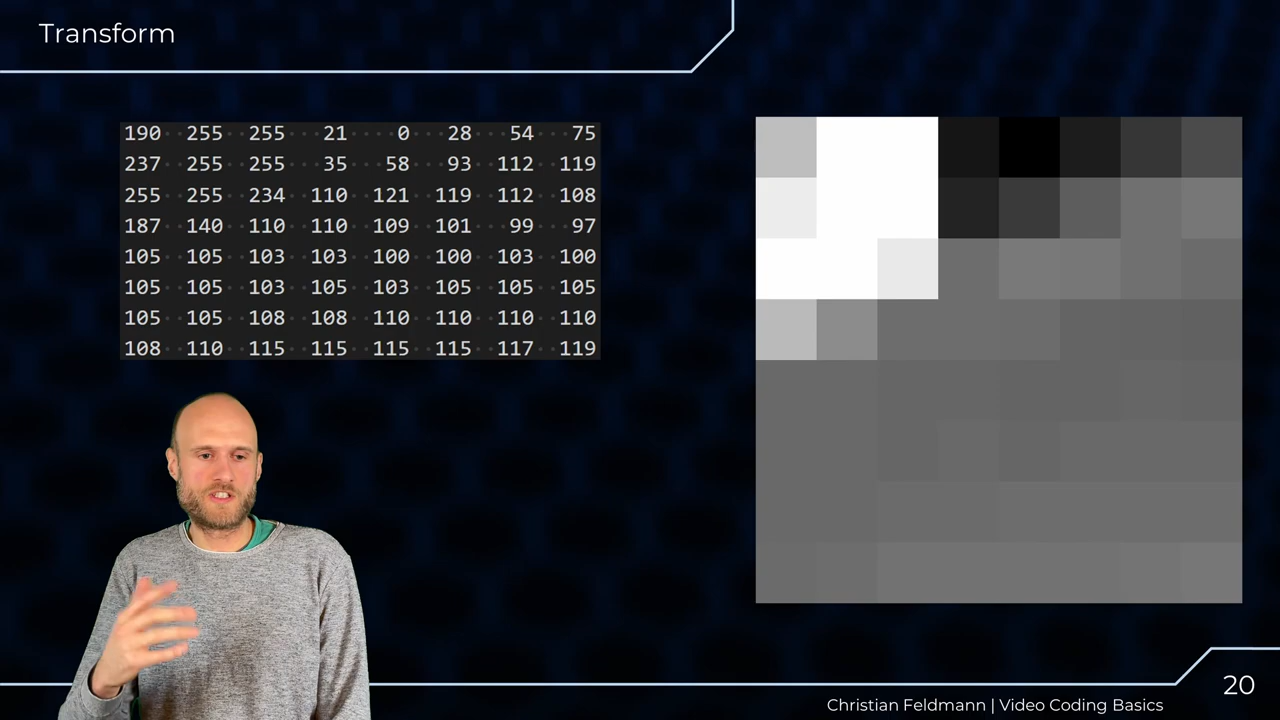 Transform
190 255 255 21 0 28 54 75
237 255 255 35 58 93 112 119
255 255 234 110 121 119 112 108
187 140 110 110 109 101 99 97
105 105 103 103 100 100 103 100
105 105 103 105 103 105 105 105
105 105 108 108 110 110 110 110
108 110 115 115 115 115 117 119
20
Christian Feldmann | Video Coding Basics